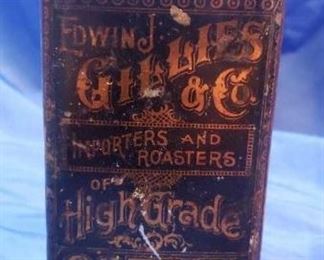 EDWIN J
GILLIES
& CO.
IMPORTERS AND
ROASTERS.
OF
High Grade